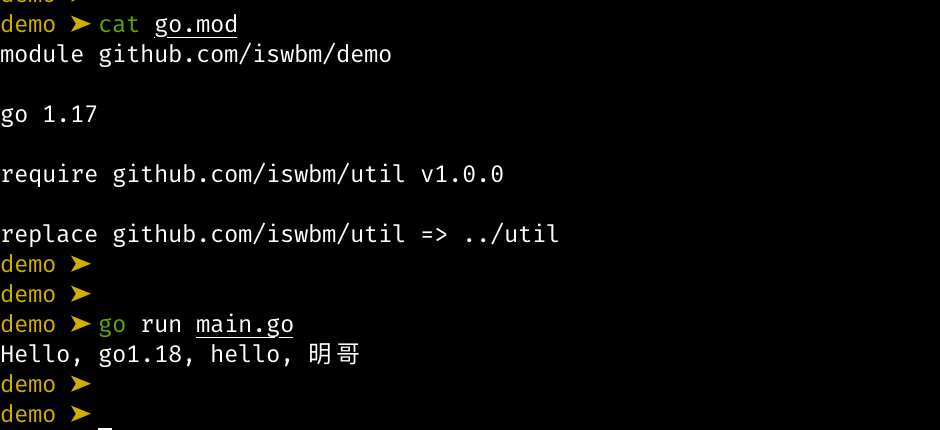 demo ➤
demo ➤ cat go.mod
module github.com/iswbm/demo
go 1.17
require github.com/iswbm/util v1.0.0
replace github.com/iswbm/util => ../util
demo ➤
demo ➤
demo ➤ go run main.go
Hello, go1.18, hello, 明哥
demo ➤
demo ➤